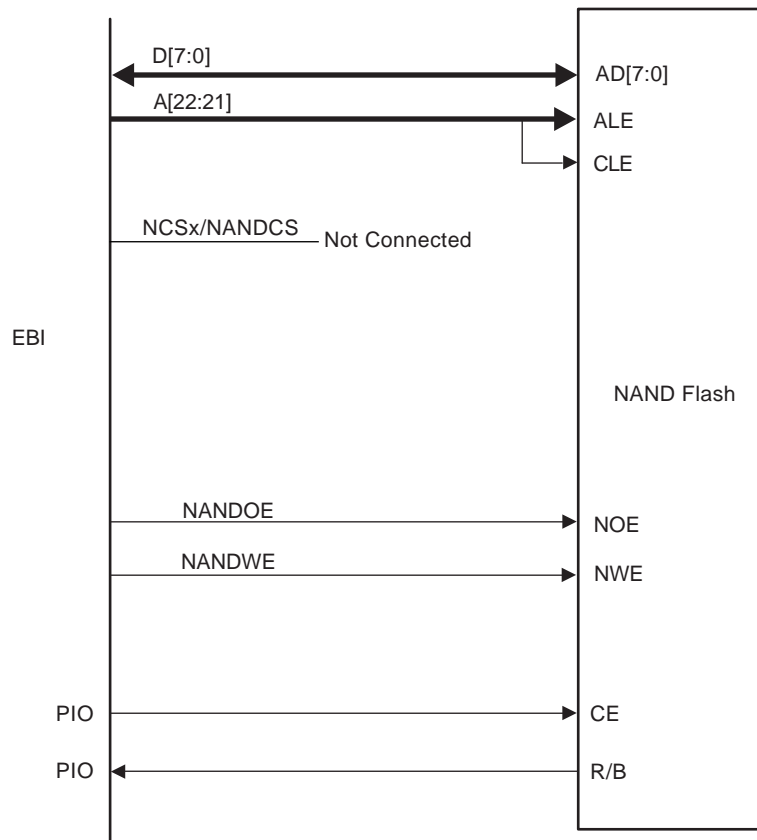 D[7:0]
AD[7:0]
A[22:21]
ALE
CLE
NCSx/NANDCS
Not Connected
EBI
NAND Flash
NANDOE
NOE
NANDWE
NWE
PIO
CE
PIO
R/B